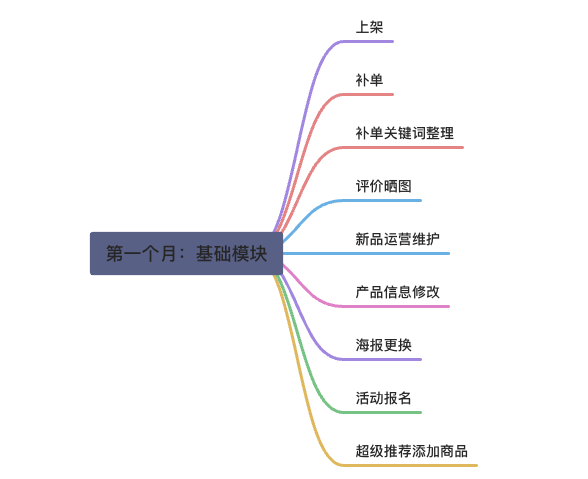 上架
补单
补单关键词整理
评价晒图
新品运营维护
第一个月：基础模块
产品信息修改
海报更换
活动报名
超级推荐添加商品